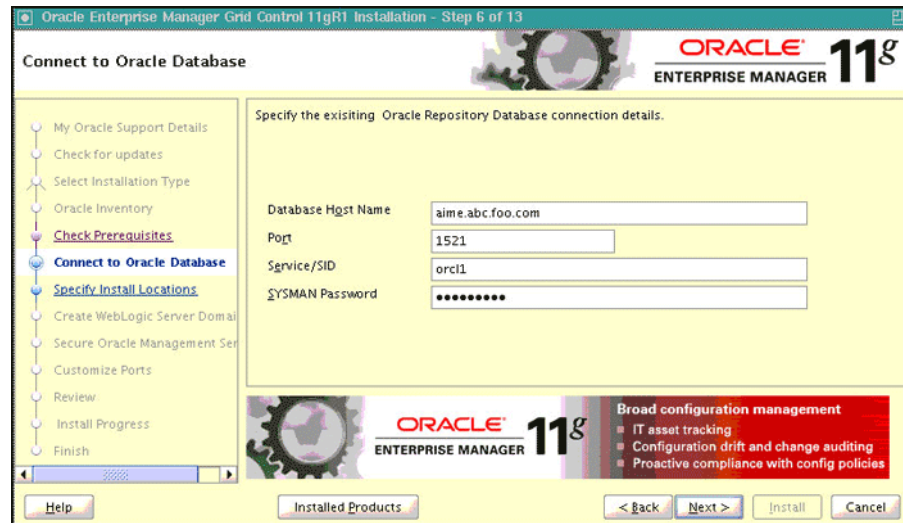 Oracle Enterprise Manager Grid Control 11gR1 Installation - Step 6 of 13
Connect to Oracle Database
ORACLE
ENTERPRISE MANAGER 11g
My Oracle Support Details
Check for updates
Select Installation Type
Oracle Inventory
Check Prerequisites
Connect to Oracle Database
Specify Install Locations
Create WebLogic Server Domai
Secure Oracle Management Ser
Customize Ports
Review
Install Progress
Finish
Specify the exisiting Oracle Repository Database connection details.
Database Host Name aime.abc.foo.com
Port 1521
Service/SID orcl1
SYSMAN Password •••••••••
ORACLE
ENTERPRISE MANAGER 11g
Broad configuration management
IT asset tracking
Configuration drift and change auditing
Proactive compliance with config policies
Help Installed Products < Back Next > Install Cancel